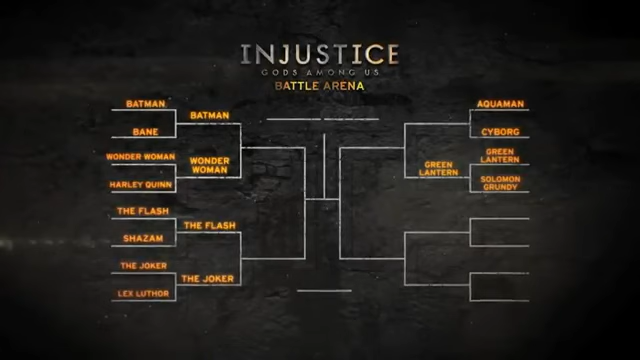 INJUSTICE
GODS AMONG US
BATTLE ARENA
BATMAN
BANE
WONDER WOMAN
HARLEY QUINN
THE FLASH
SHAZAM
THE JOKER
LEX LUTHOR
BATMAN
WONDER
WOMAN
THE FLASH
THE JOKER
GREEN
LANTERN
AQUAMAN
CYBORG
GREEN
LANTERN
SOLOMON
GRUNDY